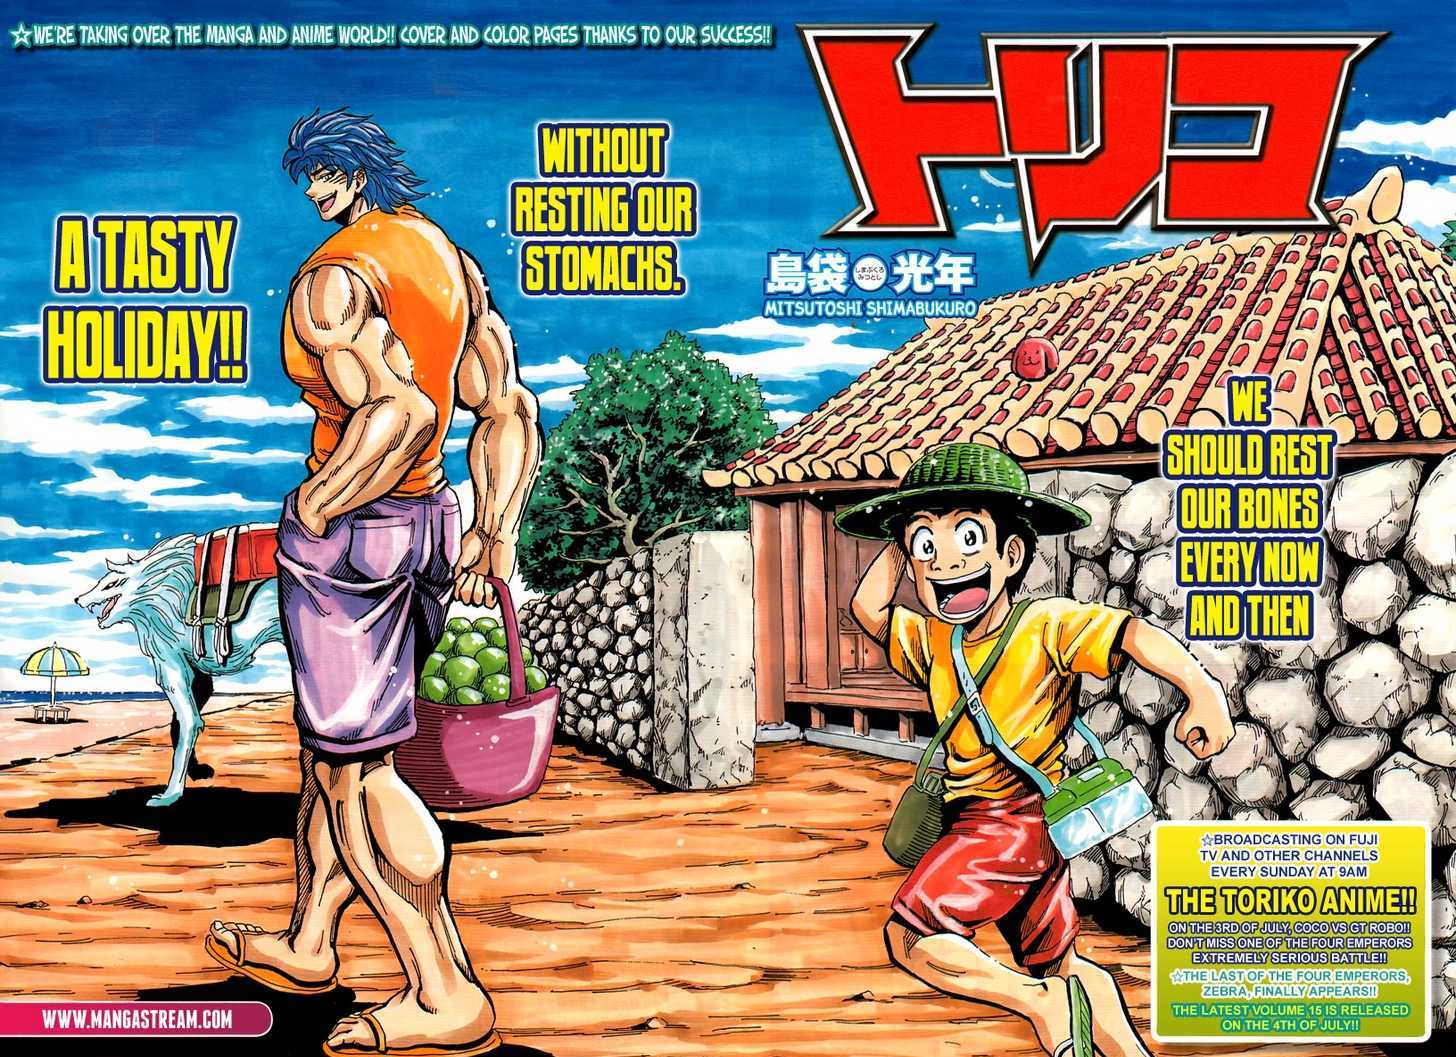 ☆WE'RE TAKING OVER THE MANGA AND ANIME WORLD!! COVER AND COLOR PAGES THANKS TO OUR SUCCESS!!
トリコ
島袋光年
しまぶくろ
みつとし
MITSUTOSHI SHIMABUKURO
A TASTY
HOLIDAY!!
WITHOUT
RESTING OUR
STOMACHS.
WE
SHOULD REST
OUR BONES
EVERY NOW
AND THEN
☆BROADCASTING ON FUJI
TV AND OTHER CHANNELS
EVERY SUNDAY AT 9AM
THE TORIKO ANIME!!
ON THE 3RD OF JULY, COCO VS GT ROBO!!
DON'T MISS ONE OF THE FOUR EMPERORS
EXTREMELY SERIOUS BATTLE!!
☆THE LAST OF THE FOUR EMPERORS,
ZEBRA, FINALLY APPEARS!!
THE LATEST VOLUME 15 IS RELEASED
ON THE 4TH OF JULY!!
WWW.MANGASTREAM.COM